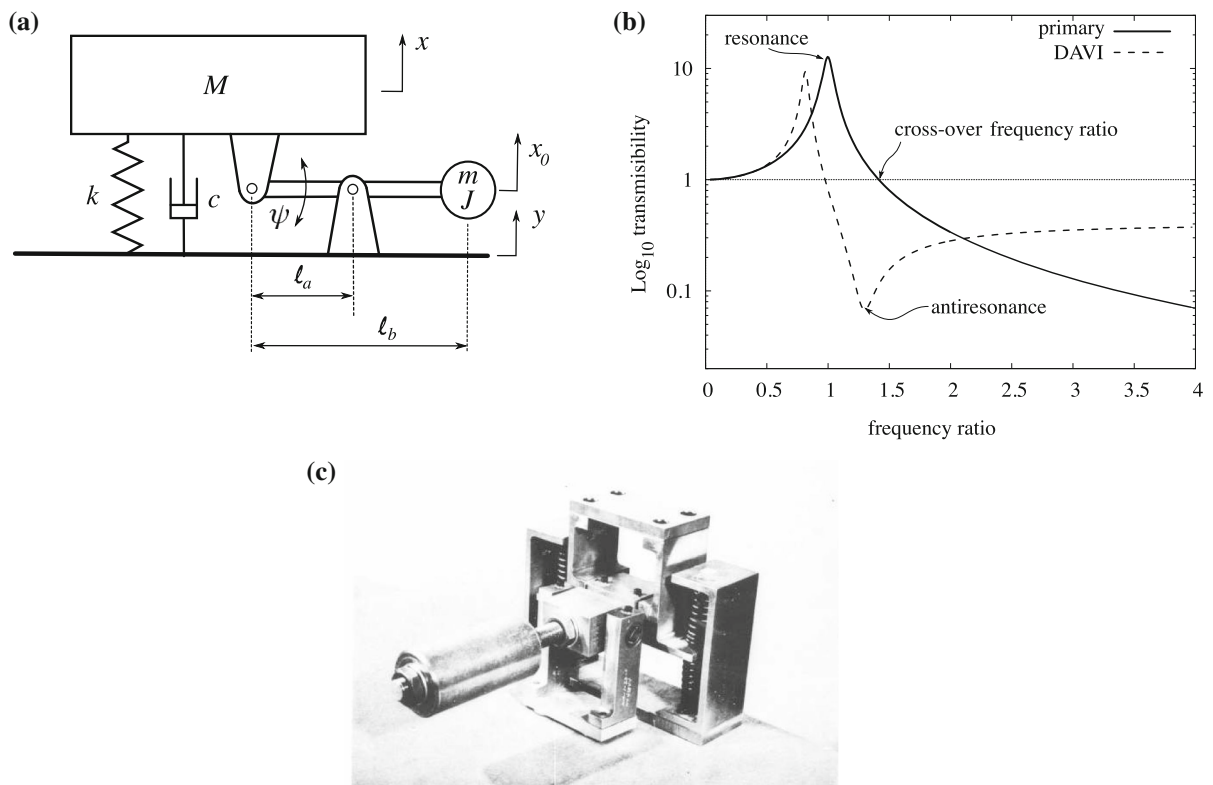 (a)
x
M
x₀
m
J
k
c
ψ
y
ℓa
ℓb
(b)
primary
DAVI
resonance
cross-over frequency ratio
antiresonance
Log₁₀ transmisibility
10
1
0.1
0 0.5 1 1.5 2 2.5 3 3.5 4
frequency ratio
(c)